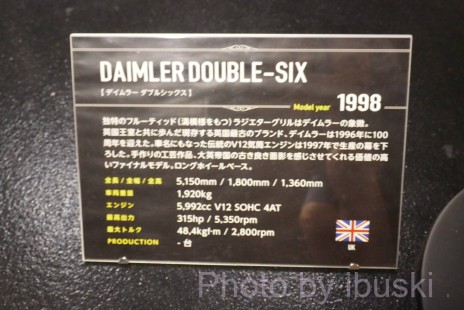 DAIMLER DOUBLE-SIX
【デイムラー ダブルシックス】
Model year 1998
独特のフルーティッド(溝模様をもつ)ラジエターグリルはデイムラーの象徴。
英国王室と共に歩んだ現存する英国最古のブランド、デイムラーは1996年に100
周年を迎えた。車名にもなった伝統のV12気筒エンジンは1997年で生産の幕を下
ろした。手作りの工芸作品、大英帝国の古き良き面影を感じさせてくれる価値の高
いファイナルモデル。ロングホイールベース。
全長 / 全幅 / 全高 5,150mm / 1,800mm / 1,360mm
車両重量 1,920kg
エンジン 5,992cc V12 SOHC 4AT
最高出力 315hp / 5,350rpm
最大トルク 48.4kgf-m / 2,800rpm
PRODUCTION - 台
UK
Photo by ibuski